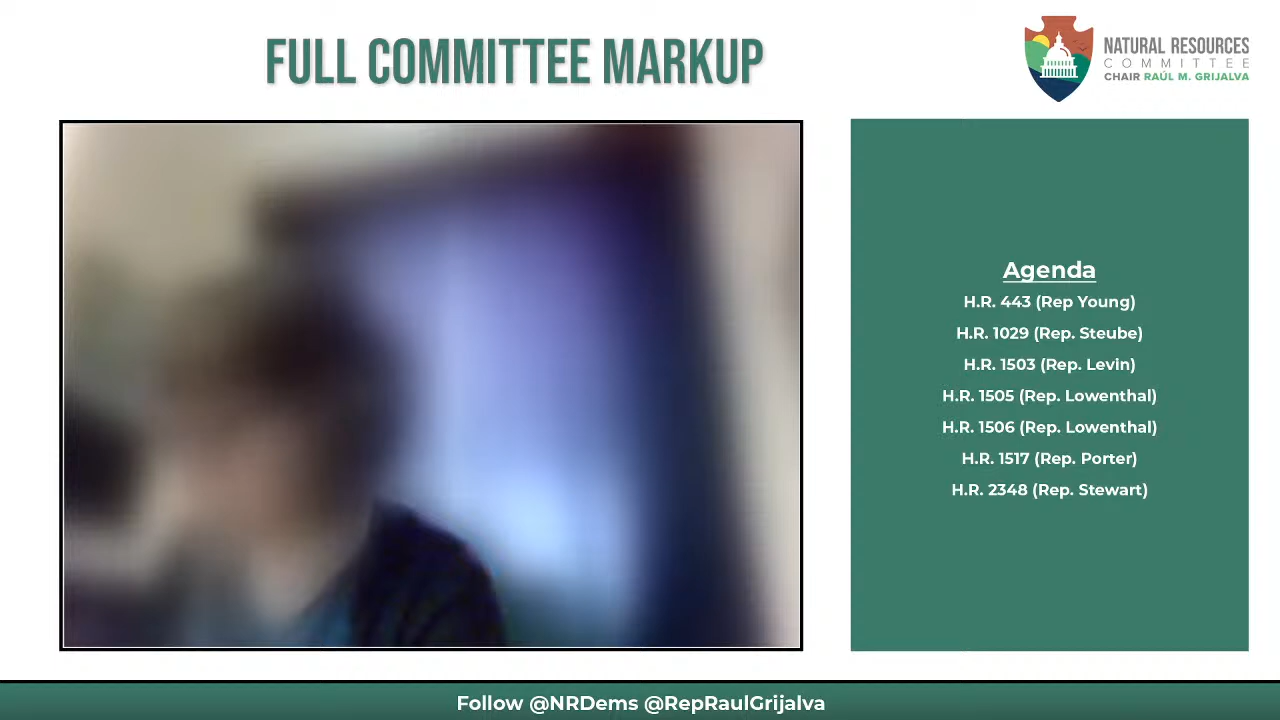 FULL COMMITTEE MARKUP
NATURAL RESOURCES
COMMITTEE
CHAIR RAÚL M. GRIJALVA
Agenda
H.R. 443 (Rep Young)
H.R. 1029 (Rep. Steube)
H.R. 1503 (Rep. Levin)
H.R. 1505 (Rep. Lowenthal)
H.R. 1506 (Rep. Lowenthal)
H.R. 1517 (Rep. Porter)
H.R. 2348 (Rep. Stewart)
Follow @NRDems @RepRaulGrijalva